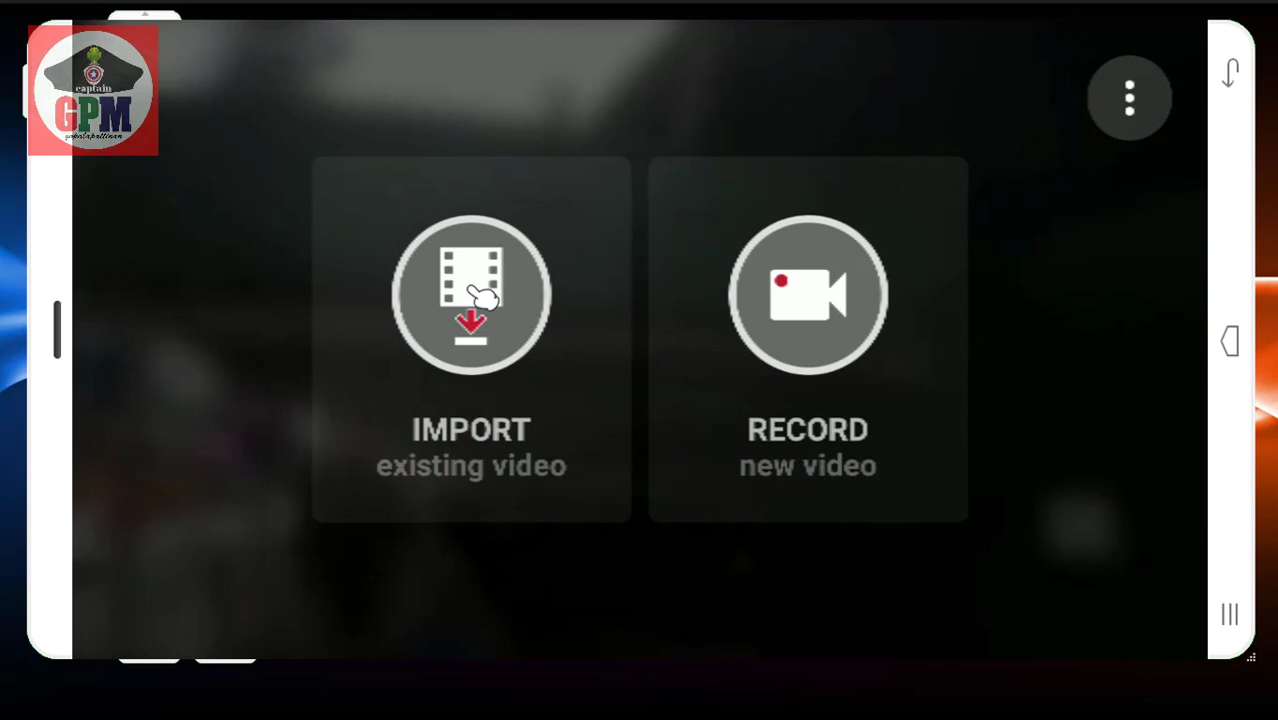 captain
GPM
IMPORT
existing video
RECORD
new video